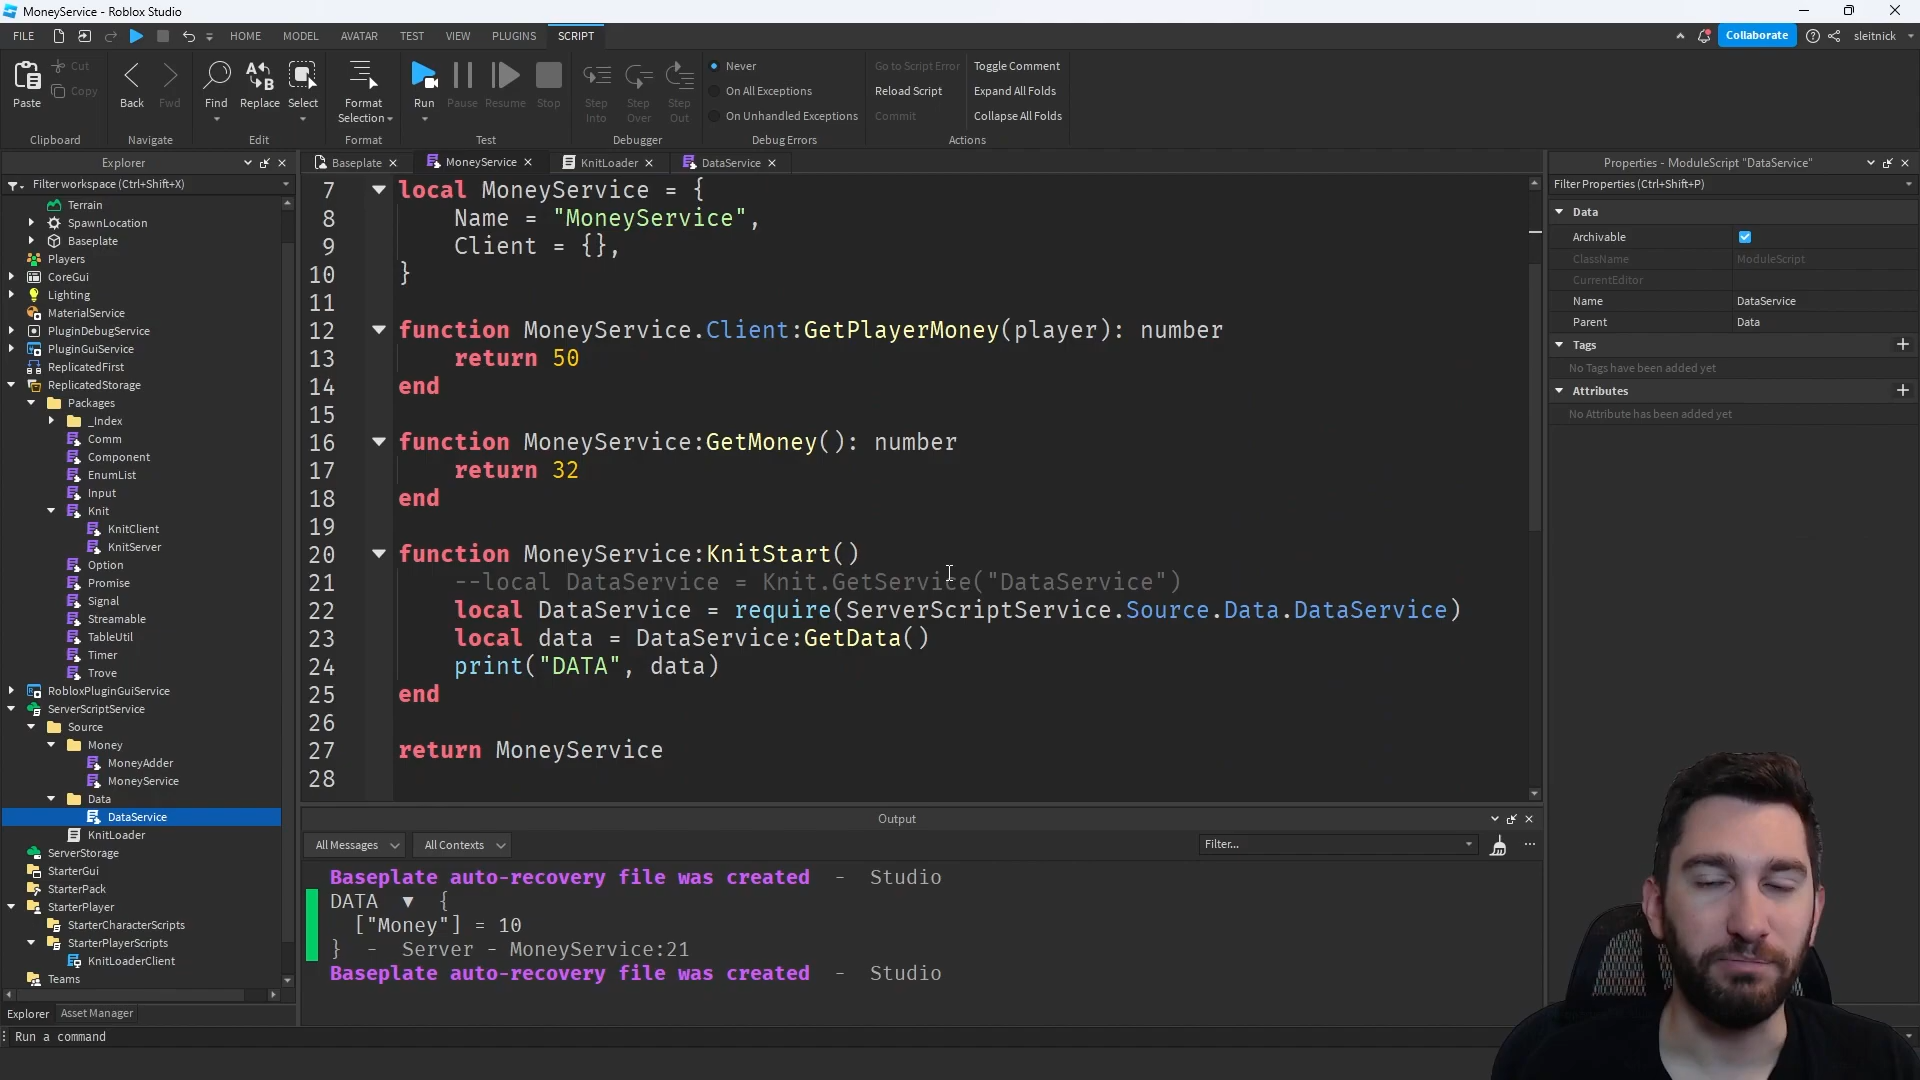 MoneyService - Roblox Studio
FILE HOME MODEL AVATAR TEST VIEW PLUGINS SCRIPT Collaborate sleitnick
Cut
Copy
Paste Back Fwd Find Replace Select Format Selection Run Pause Resume Stop Step Into Step Over Step Out
Never
On All Exceptions
On Unhandled Exceptions
Go to Script Error
Reload Script
Commit
Toggle Comment
Expand All Folds
Collapse All Folds
Clipboard Navigate Edit Format Test Debugger Debug Errors Actions
Explorer
Filter workspace (Ctrl+Shift+X)
Terrain
SpawnLocation
Baseplate
Players
CoreGui
Lighting
MaterialService
PluginDebugService
PluginGuiService
ReplicatedFirst
ReplicatedStorage
Packages
_Index
Comm
Component
EnumList
Input
Knit
KnitClient
KnitServer
Option
Promise
Signal
Streamable
TableUtil
Timer
Trove
RobloxPluginGuiService
ServerScriptService
Source
Money
MoneyAdder
MoneyService
Data
DataService
KnitLoader
ServerStorage
StarterGui
StarterPack
StarterPlayer
StarterCharacterScripts
StarterPlayerScripts
KnitLoaderClient
Teams
Explorer Asset Manager
Run a command
Baseplate MoneyService KnitLoader DataService
7 local MoneyService = {
8 Name = "MoneyService",
9 Client = {},
10 }
11
12 function MoneyService.Client:GetPlayerMoney(player): number
13 return 50
14 end
15
16 function MoneyService:GetMoney(): number
17 return 32
18 end
19
20 function MoneyService:KnitStart()
21 --local DataService = Knit.GetService("DataService")
22 local DataService = require(ServerScriptService.Source.Data.DataService)
23 local data = DataService:GetData()
24 print("DATA", data)
25 end
26
27 return MoneyService
28
Output
All Messages All Contexts Filter...
Baseplate auto-recovery file was created - Studio
DATA ▼ {
["Money"] = 10
} - Server - MoneyService:21
Baseplate auto-recovery file was created - Studio
Properties - ModuleScript "DataService"
Filter Properties (Ctrl+Shift+P)
Data
Archivable
ClassName ModuleScript
CurrentEditor
Name DataService
Parent Data
Tags
No Tags have been added yet
Attributes
No Attribute has been added yet